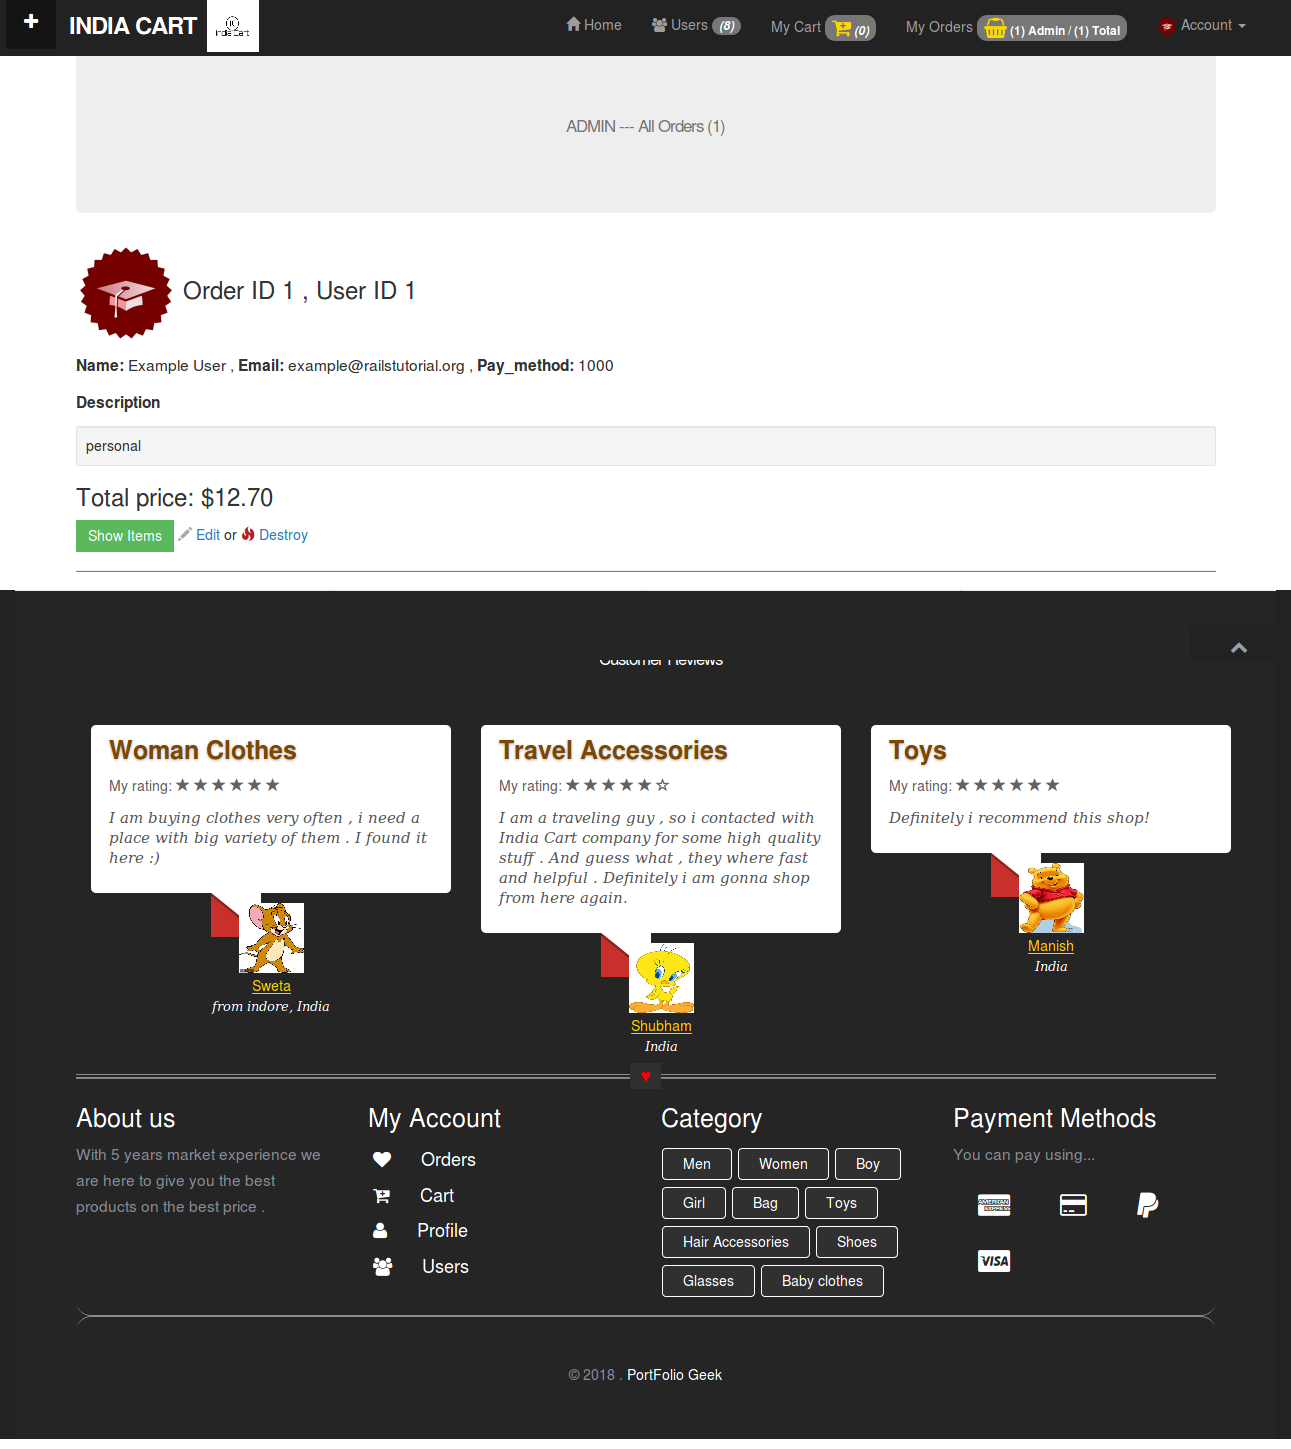 + INDIA CART India Cart Home Users (8) My Cart (0) My Orders (1) Admin / (1) Total Account
ADMIN --- All Orders (1)
Order ID 1 , User ID 1
Name: Example User , Email: example@railstutorial.org , Pay_method: 1000
Description
personal
Total price: $12.70
Show Items Edit or Destroy
Customer Reviews
Woman Clothes
My rating: ★ ★ ★ ★ ★ ★
I am buying clothes very often , i need a
place with big variety of them . I found it
here :)
Sweta
from indore, India
Travel Accessories
My rating: ★ ★ ★ ★ ★ ☆
I am a traveling guy , so i contacted with
India Cart company for some high quality
stuff . And guess what , they where fast
and helpful . Definitely i am gonna shop
from here again.
Shubham
India
Toys
My rating: ★ ★ ★ ★ ★ ★
Definitely i recommend this shop!
Manish
India
♥
About us
With 5 years market experience we
are here to give you the best
products on the best price .
My Account
Orders
Cart
Profile
Users
Category
Men Women Boy
Girl Bag Toys
Hair Accessories Shoes
Glasses Baby clothes
Payment Methods
You can pay using...
AMERICAN
EXPRESS
VISA
© 2018 . PortFolio Geek